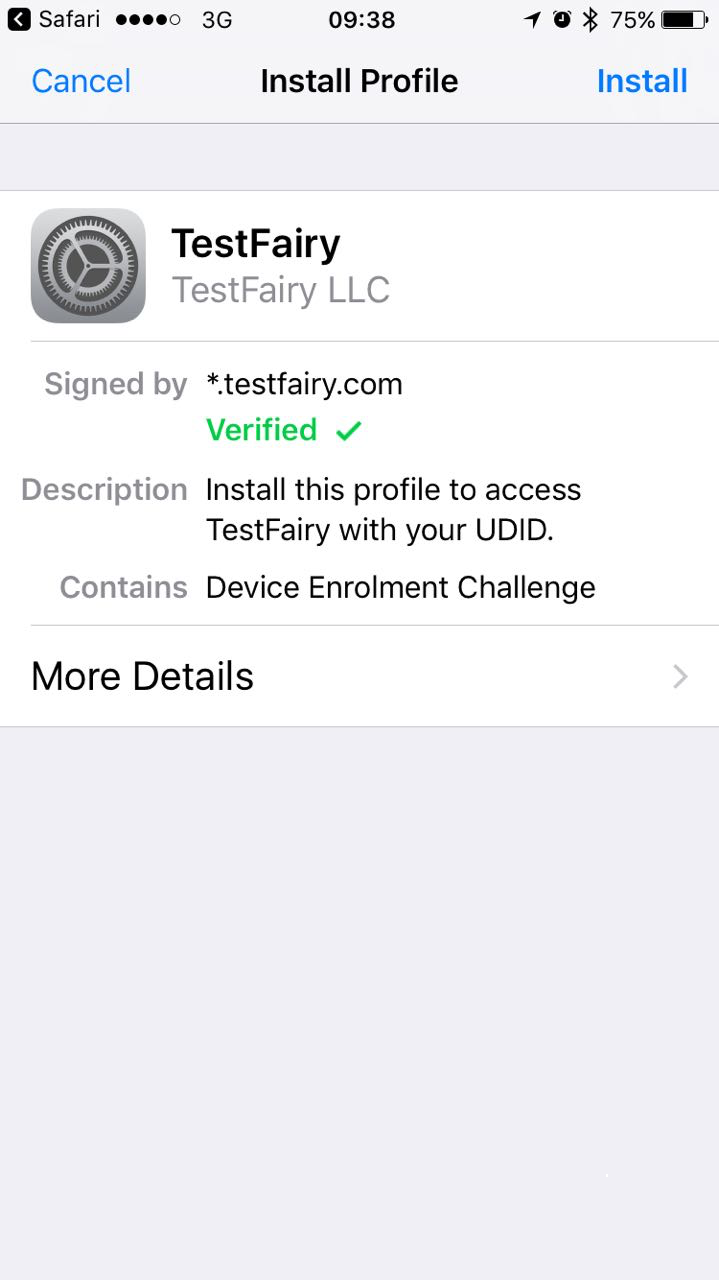 Safari 3G 09:38 75%
Cancel Install Profile Install
TestFairy
TestFairy LLC
Signed by *.testfairy.com
Verified
Description Install this profile to access
TestFairy with your UDID.
Contains Device Enrolment Challenge
More Details